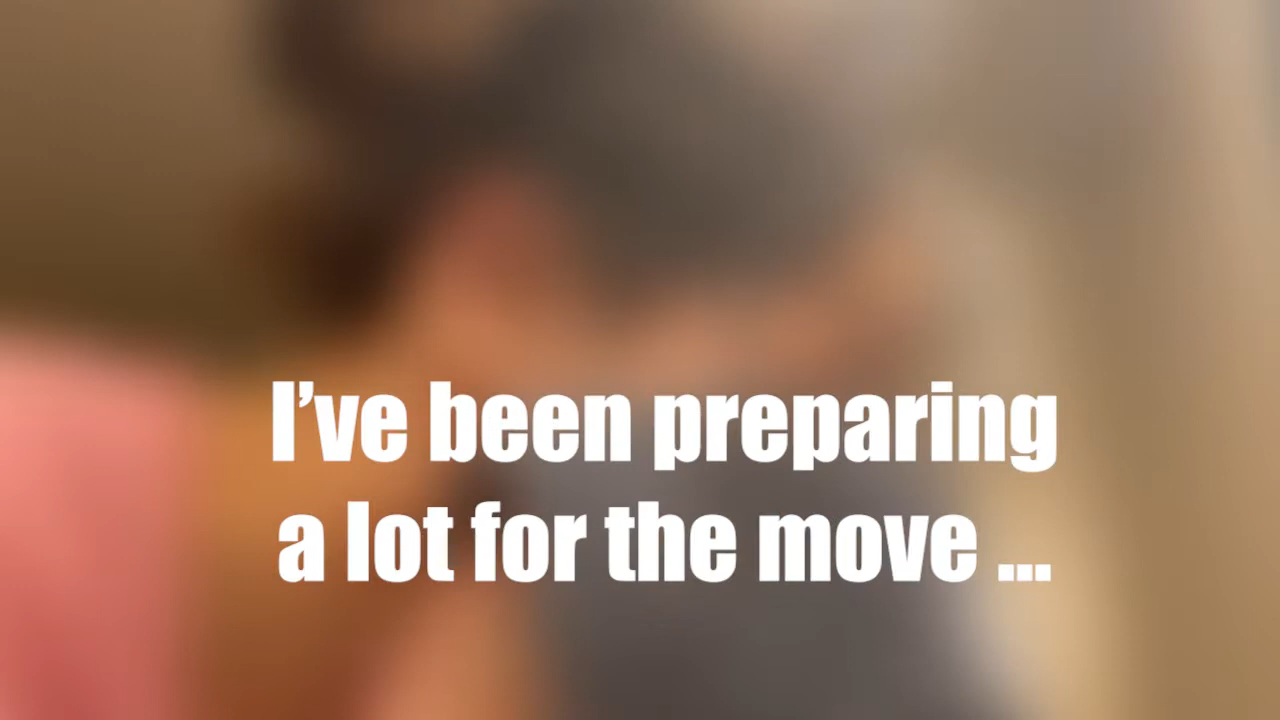 I’ve been preparing
a lot for the move ...